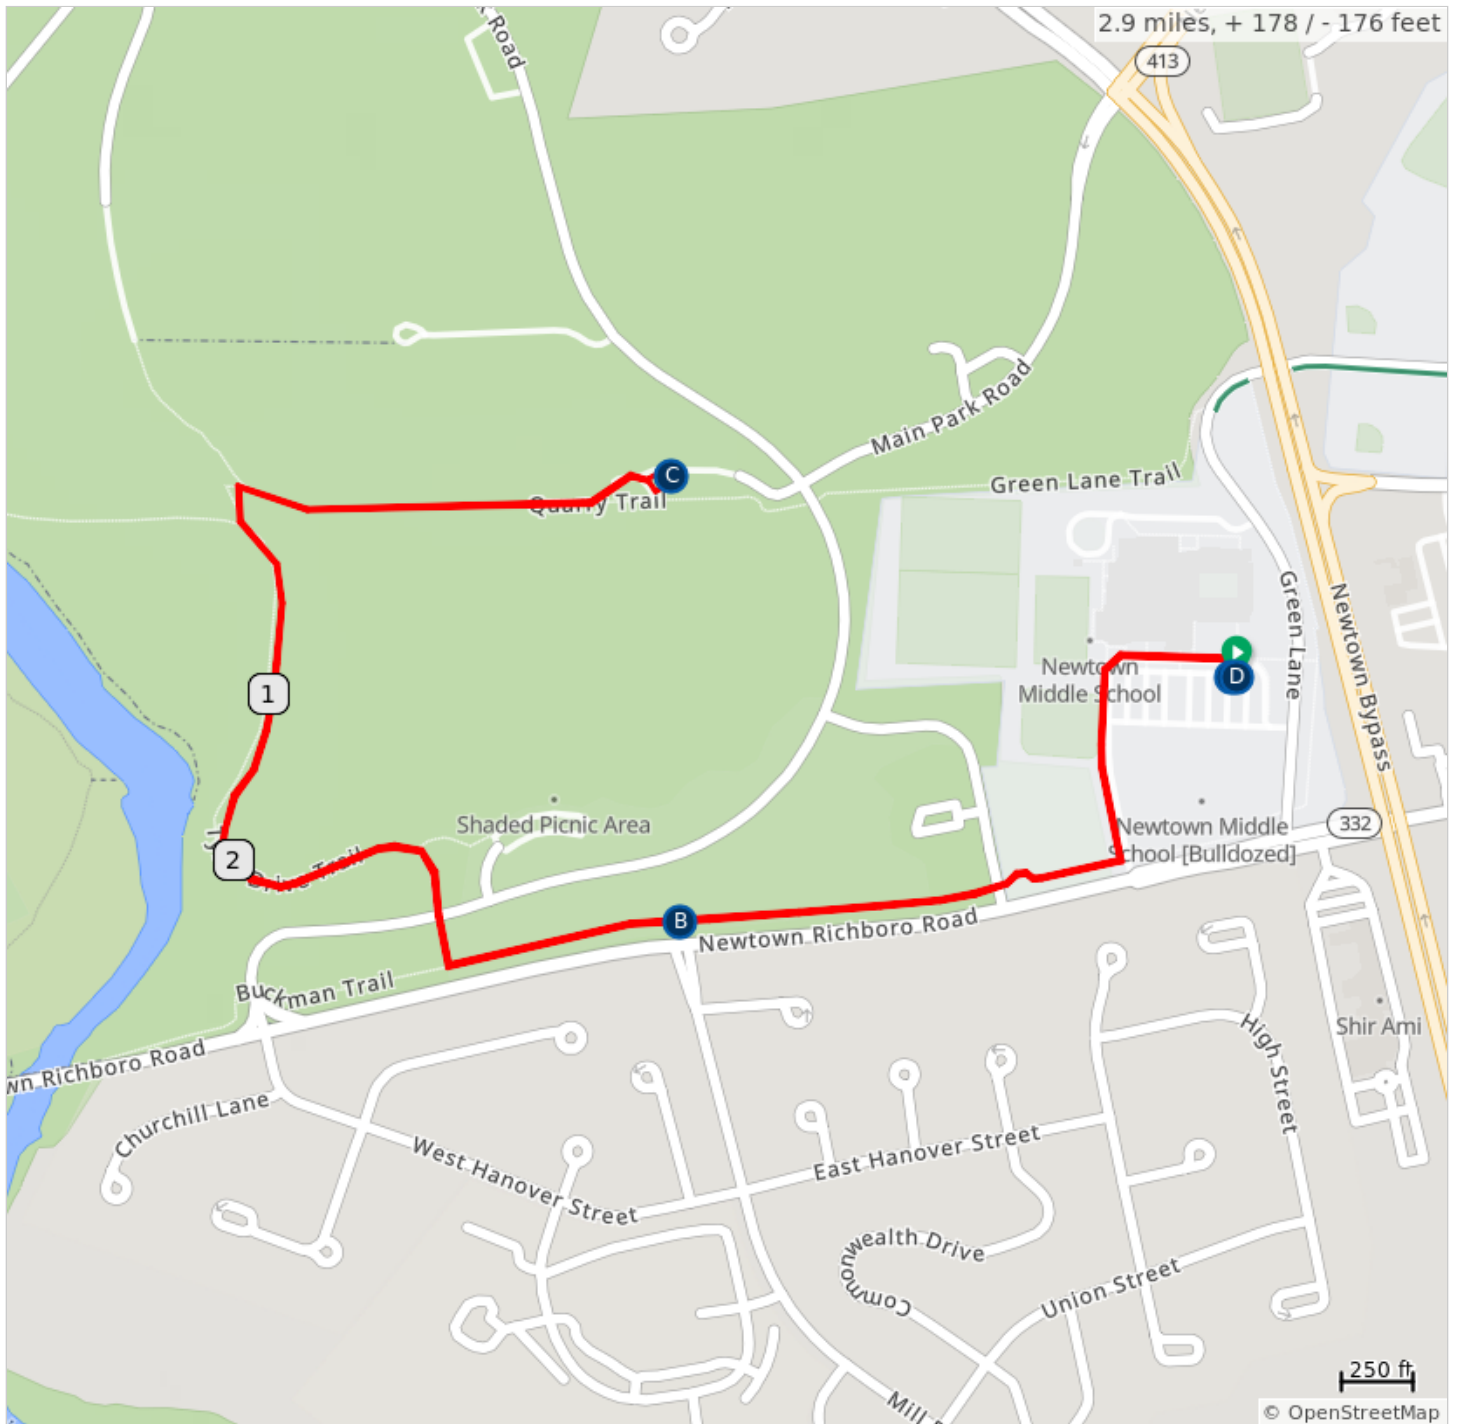 2.9 miles, + 178 / - 176 feet
k Road
413
Main Park Road
C
Quarry Trail
Green Lane Trail
Green Lane
Newtown Bypass
Newtown
Middle School
D
1
Shaded Picnic Area
332
Newtown Middle
School [Bulldozed]
2
Drive Trail
B
Newtown Richboro Road
Buckman Trail
wn Richboro Road
Shir Ami
High Street
Churchill Lane
West Hanover Street
East Hanover Street
Commonwealth Drive
Union Street
Mill
250 ft
© OpenStreetMap